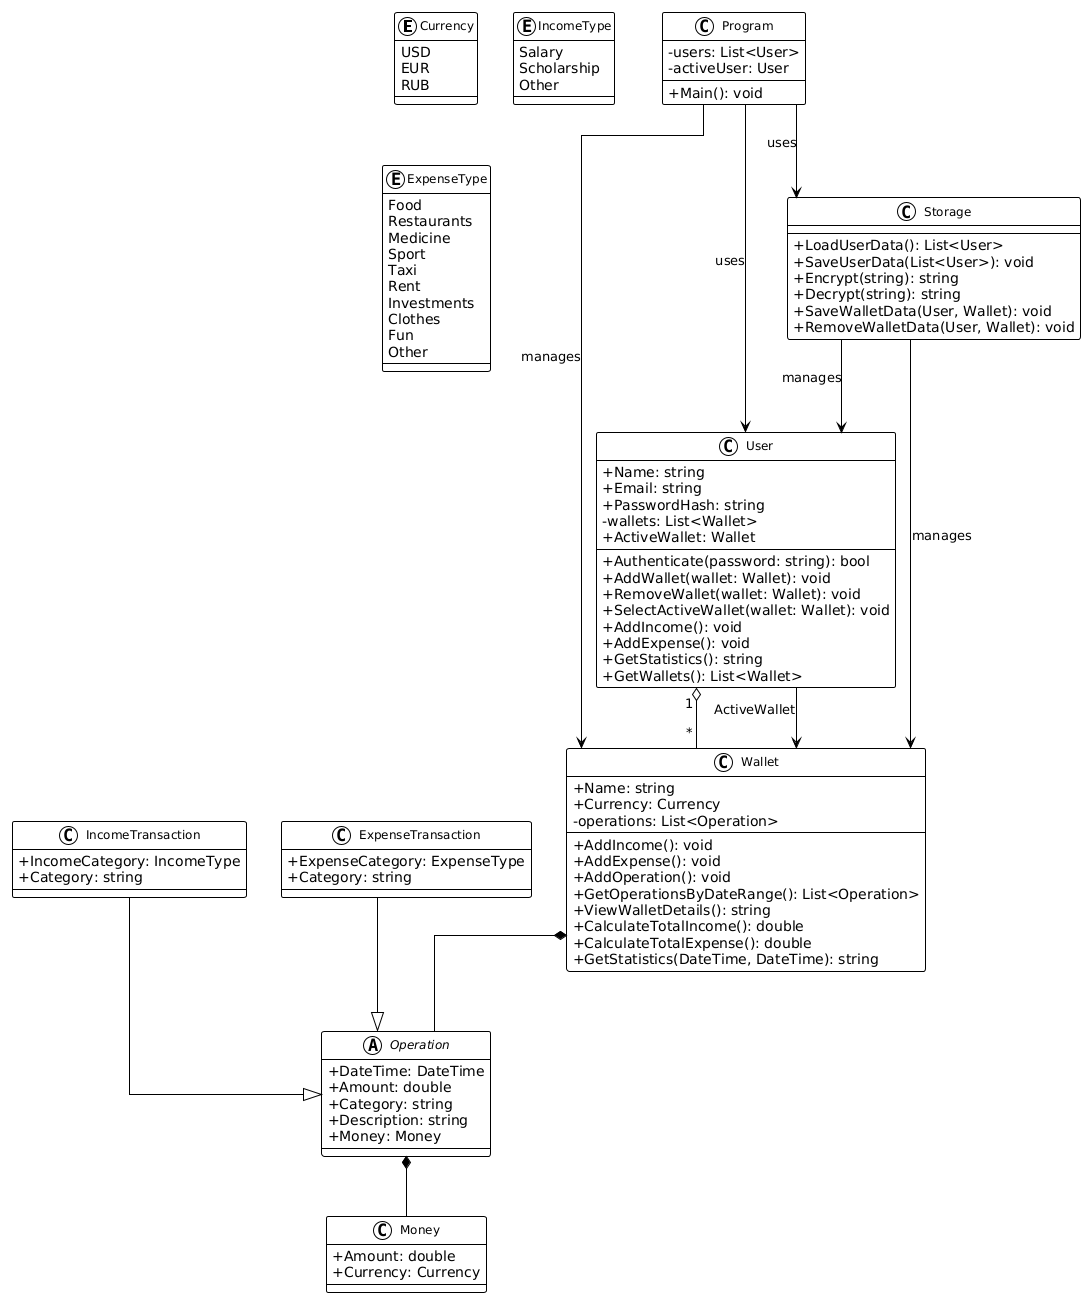 E Currency
USD
EUR
RUB
E IncomeType
Salary
Scholarship
Other
C Program
-users: List<User>
-activeUser: User
+Main(): void
uses
E ExpenseType
Food
Restaurants
Medicine
Sport
Taxi
Rent
Investments
Clothes
Fun
Other
C Storage
+LoadUserData(): List<User>
+SaveUserData(List<User>): void
+Encrypt(string): string
+Decrypt(string): string
+SaveWalletData(User, Wallet): void
+RemoveWalletData(User, Wallet): void
uses
manages
manages
C User
+Name: string
+Email: string
+PasswordHash: string
-wallets: List<Wallet>
+ActiveWallet: Wallet
+Authenticate(password: string): bool
+AddWallet(wallet: Wallet): void
+RemoveWallet(wallet: Wallet): void
+SelectActiveWallet(wallet: Wallet): void
+AddIncome(): void
+AddExpense(): void
+GetStatistics(): string
+GetWallets(): List<Wallet>
manages
1
ActiveWallet
*
C Wallet
+Name: string
+Currency: Currency
-operations: List<Operation>
+AddIncome(): void
+AddExpense(): void
+AddOperation(): void
+GetOperationsByDateRange(): List<Operation>
+ViewWalletDetails(): string
+CalculateTotalIncome(): double
+CalculateTotalExpense(): double
+GetStatistics(DateTime, DateTime): string
C IncomeTransaction
+IncomeCategory: IncomeType
+Category: string
C ExpenseTransaction
+ExpenseCategory: ExpenseType
+Category: string
A Operation
+DateTime: DateTime
+Amount: double
+Category: string
+Description: string
+Money: Money
C Money
+Amount: double
+Currency: Currency